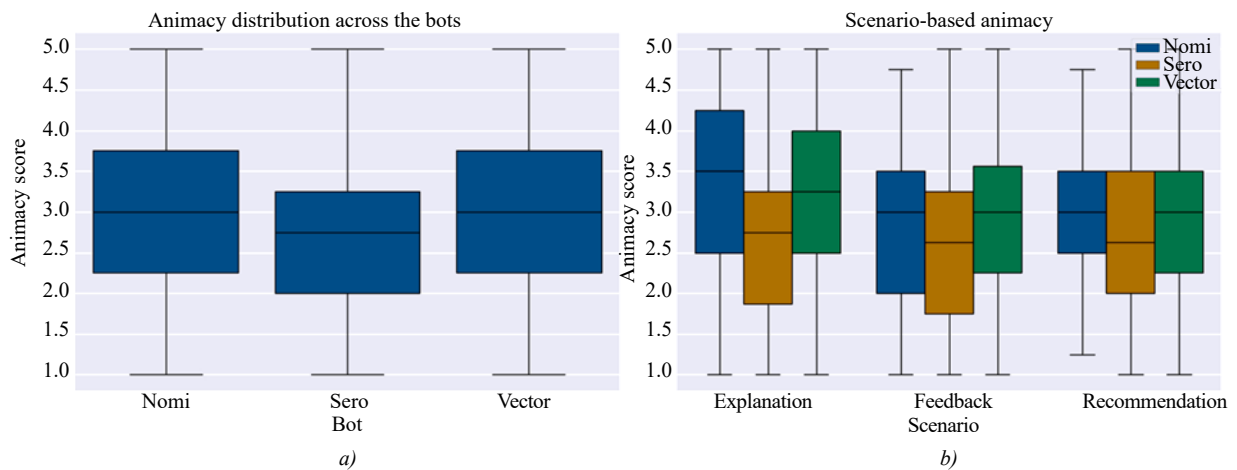 Animacy distribution across the bots
5.0
4.5
4.0
3.5
3.0
2.5
2.0
1.5
1.0
Animacy score
Nomi Sero Vector
Bot
a)
Scenario-based animacy
Nomi
Sero
Vector
5.0
4.5
4.0
3.5
3.0
2.5
2.0
1.5
1.0
Animacy score
Explanation Feedback Recommendation
Scenario
b)